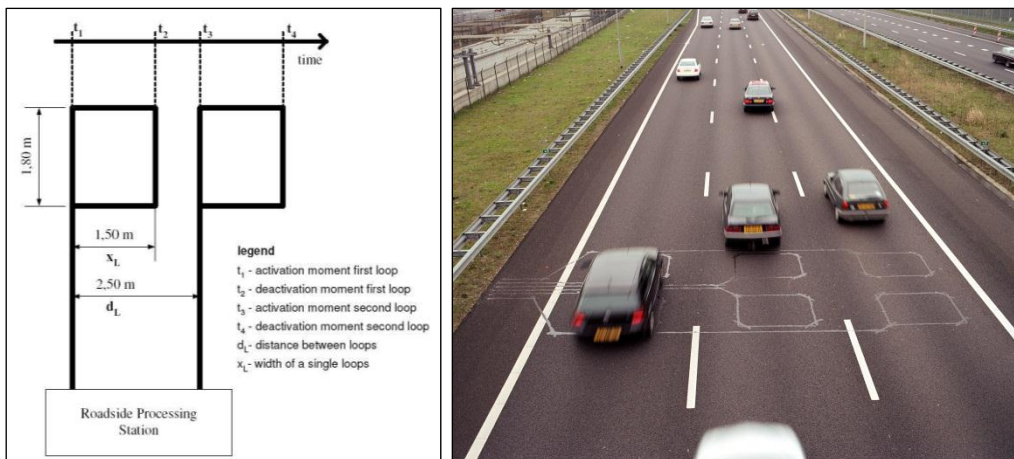 t1 t2 t3 t4
time
1,80 m
1,50 m
xL
2,50 m
dL
legend
t1 - activation moment first loop
t2 - deactivation moment first loop
t3 - activation moment second loop
t4 - deactivation moment second loop
dL- distance between loops
xL- width of a single loops
Roadside Processing
Station